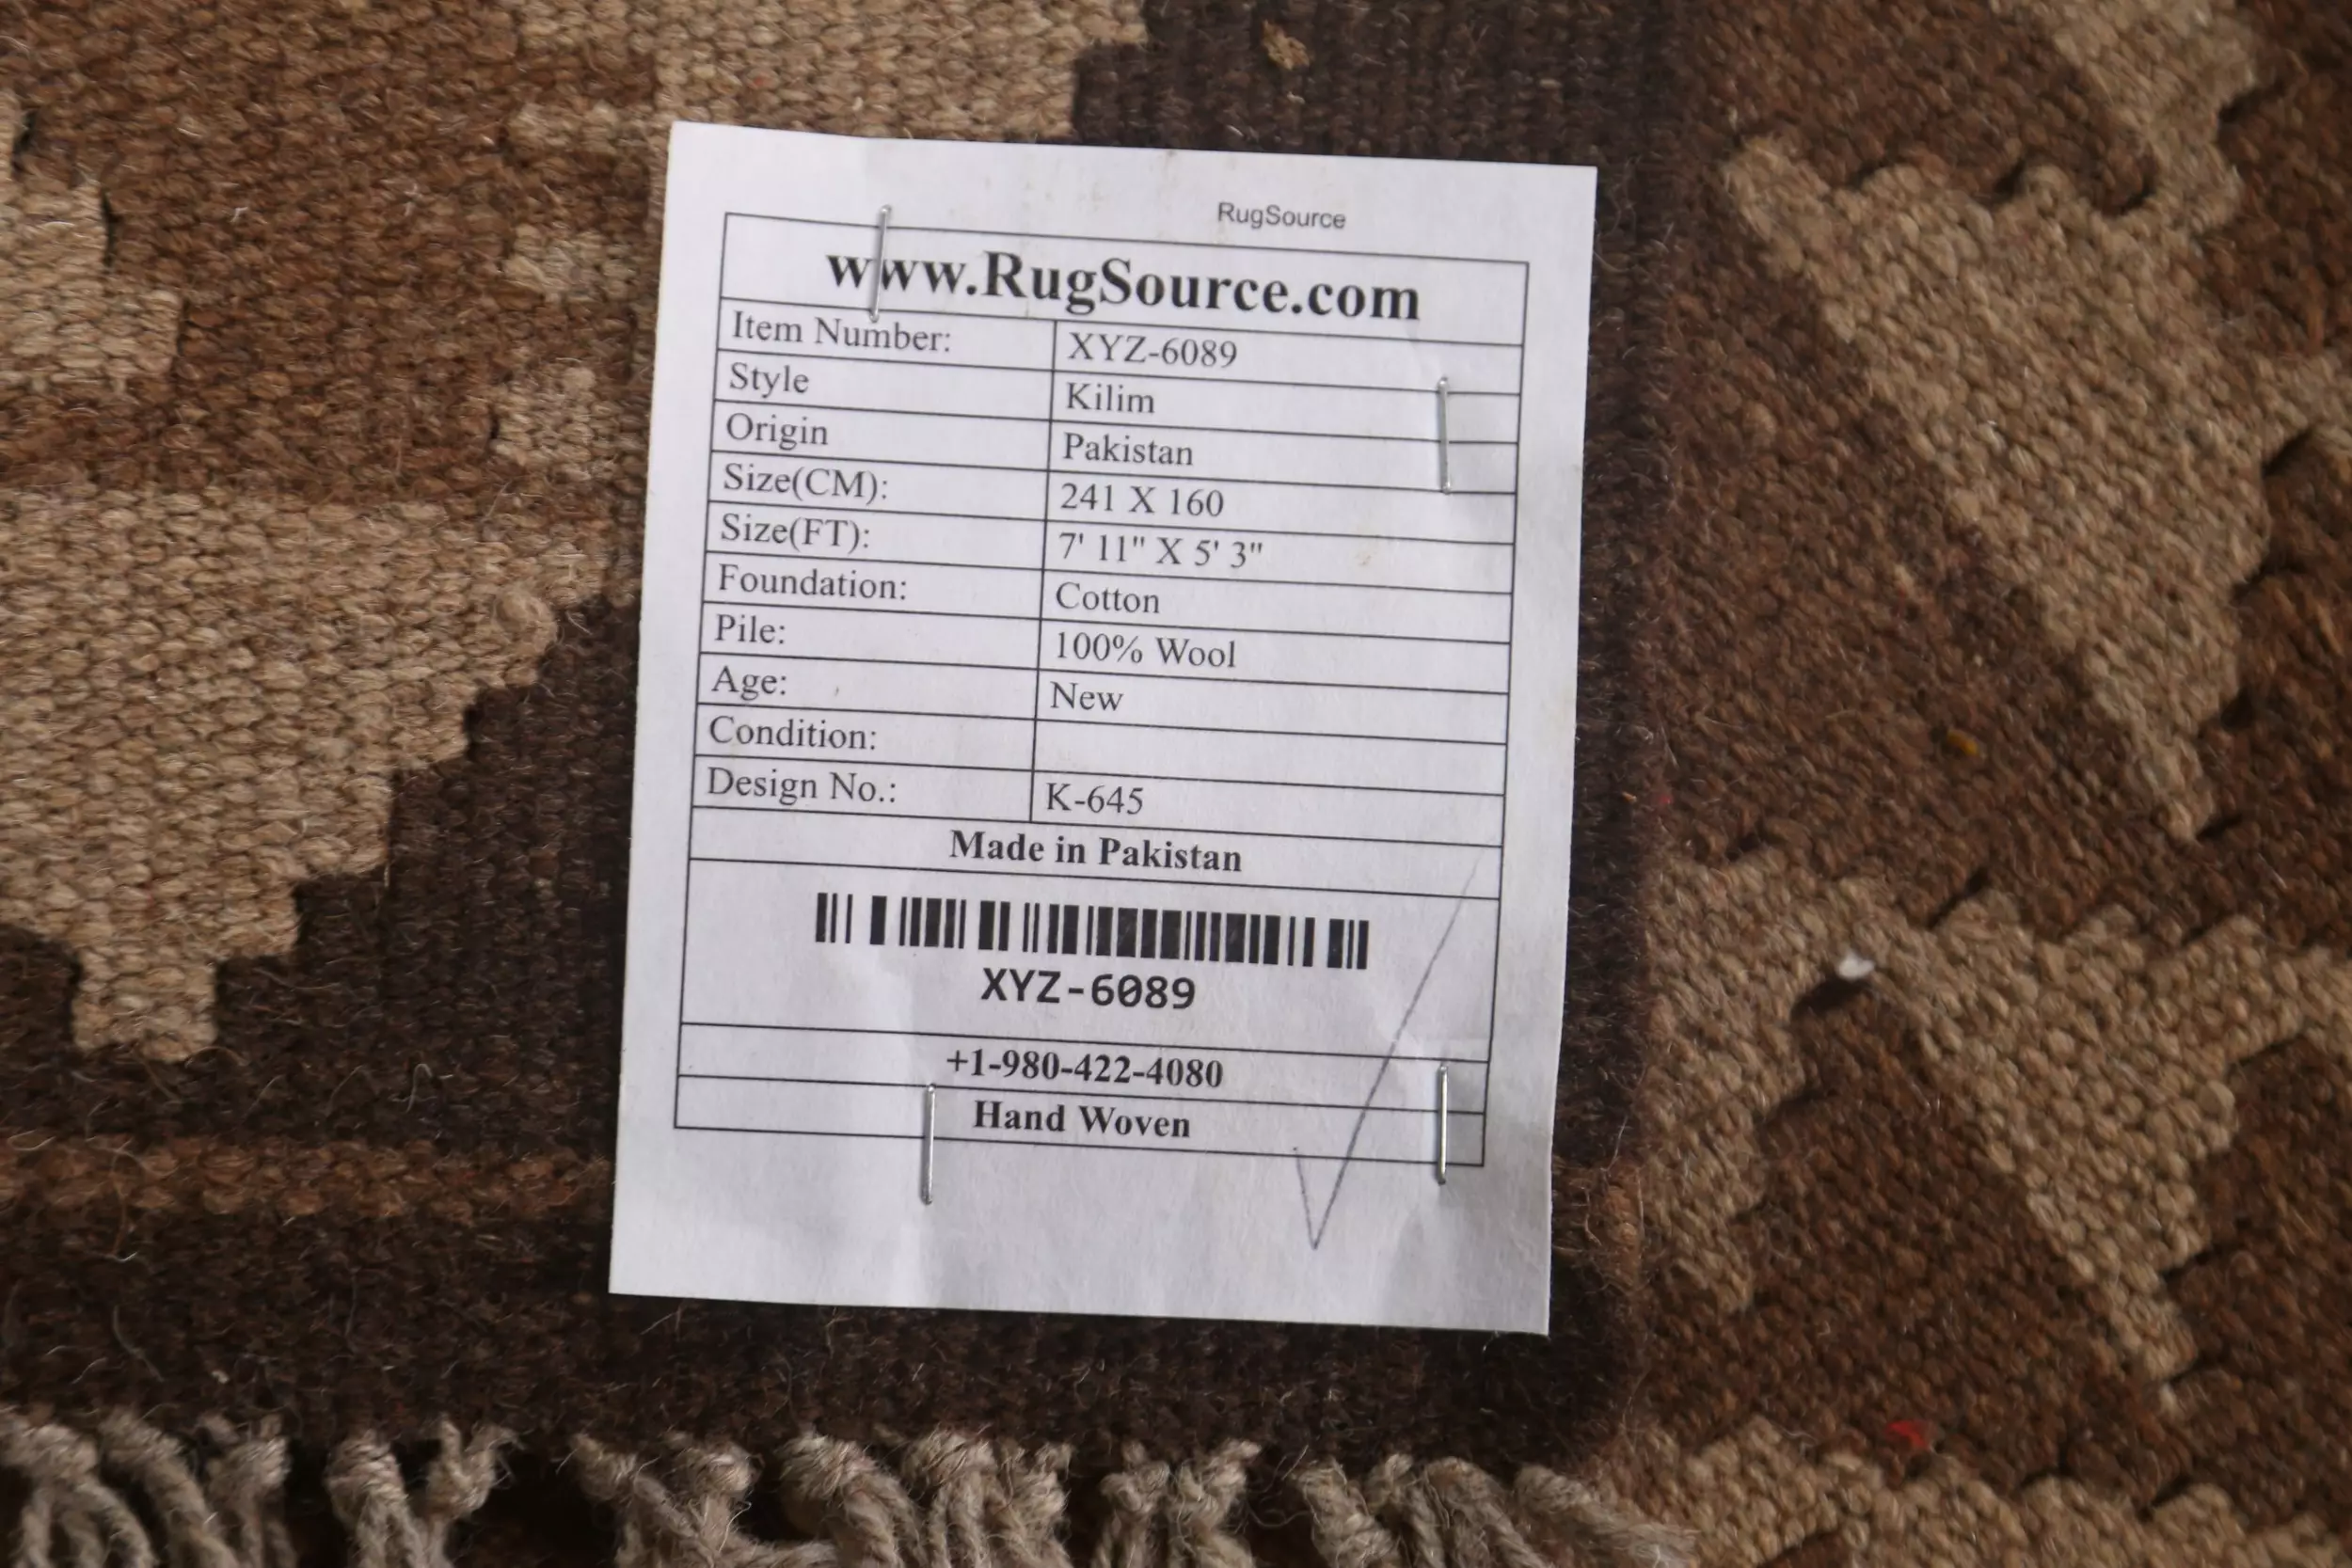 RugSource
www.RugSource.com
Item Number: XYZ-6089
Style Kilim
Origin Pakistan
Size(CM): 241 X 160
Size(FT): 7' 11" X 5' 3"
Foundation: Cotton
Pile: 100% Wool
Age: New
Condition:
Design No.: K-645
Made in Pakistan
XYZ-6089
+1-980-422-4080
Hand Woven